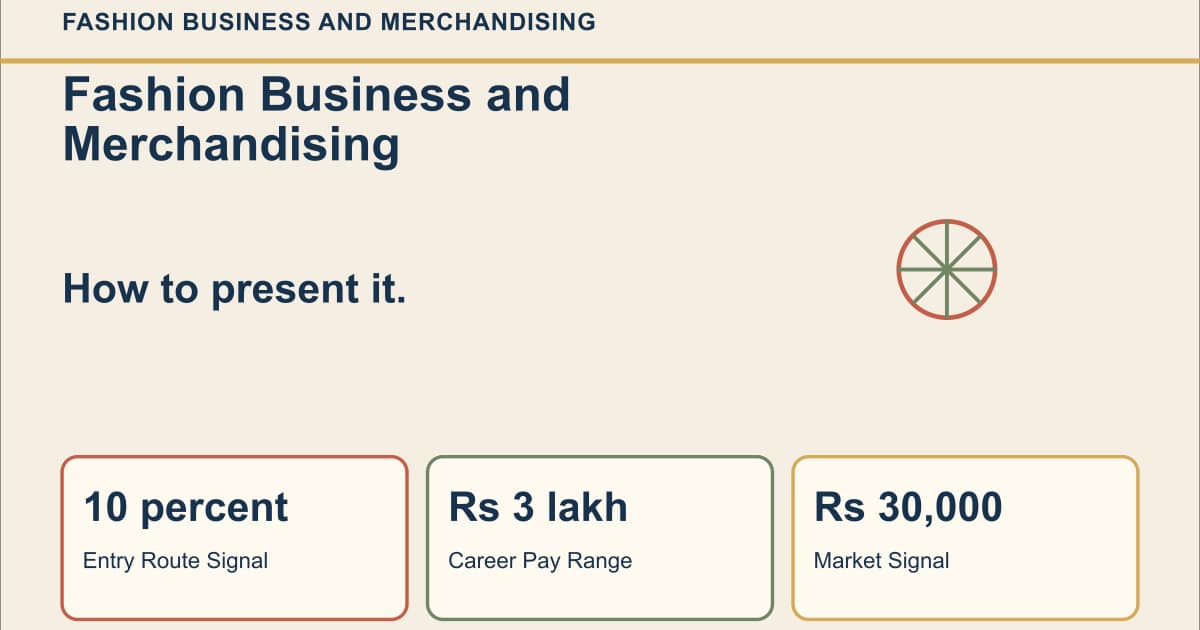 FASHION BUSINESS AND MERCHANDISING
Fashion Business and
Merchandising
How to present it.
10 percent
Entry Route Signal
Rs 3 lakh
Career Pay Range
Rs 30,000
Market Signal